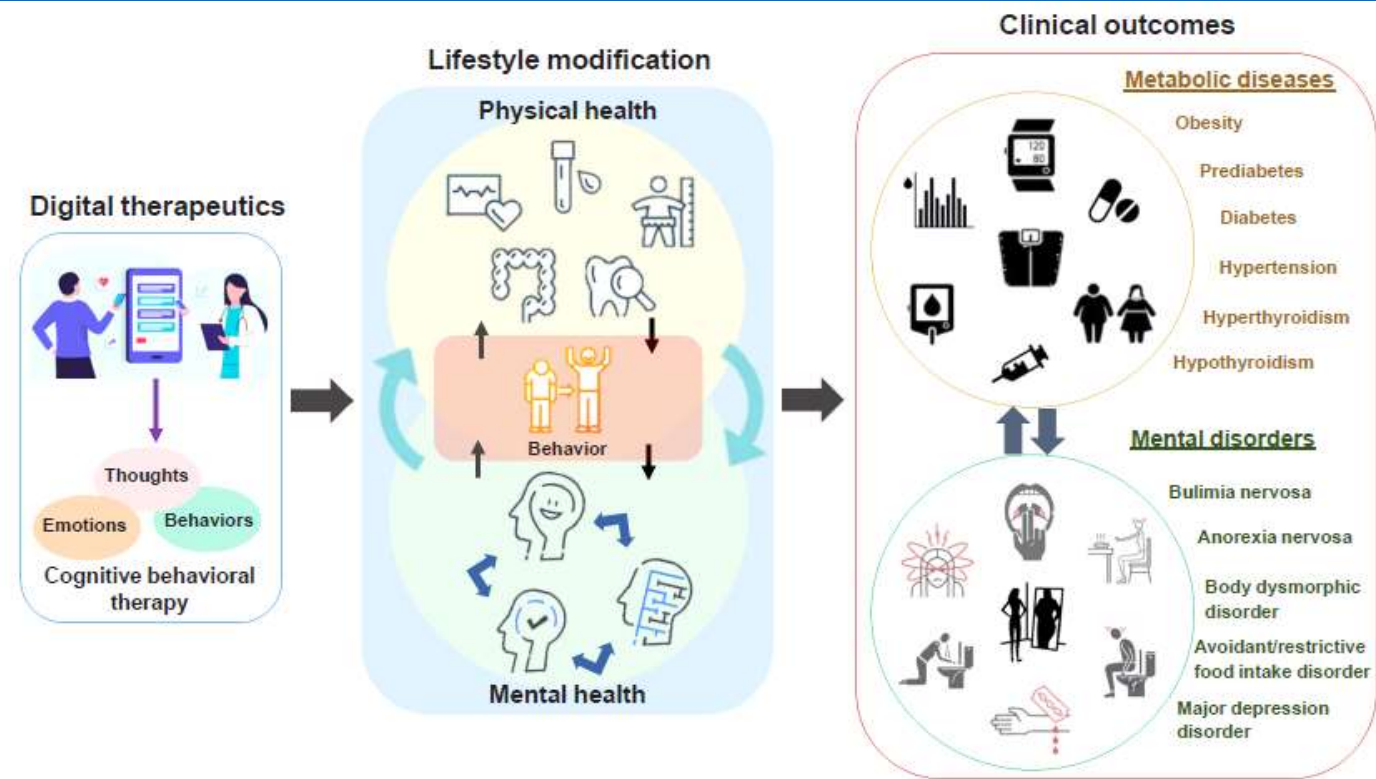 Digital therapeutics
Thoughts
Emotions
Behaviors
Cognitive behavioral
therapy
Lifestyle modification
Physical health
Behavior
Mental health
Clinical outcomes
Metabolic diseases
120
80
Obesity
Prediabetes
Diabetes
Hypertension
Hyperthyroidism
Hypothyroidism
Mental disorders
Bulimia nervosa
Anorexia nervosa
Body dysmorphic
disorder
Avoidant/restrictive
food intake disorder
Major depression
disorder